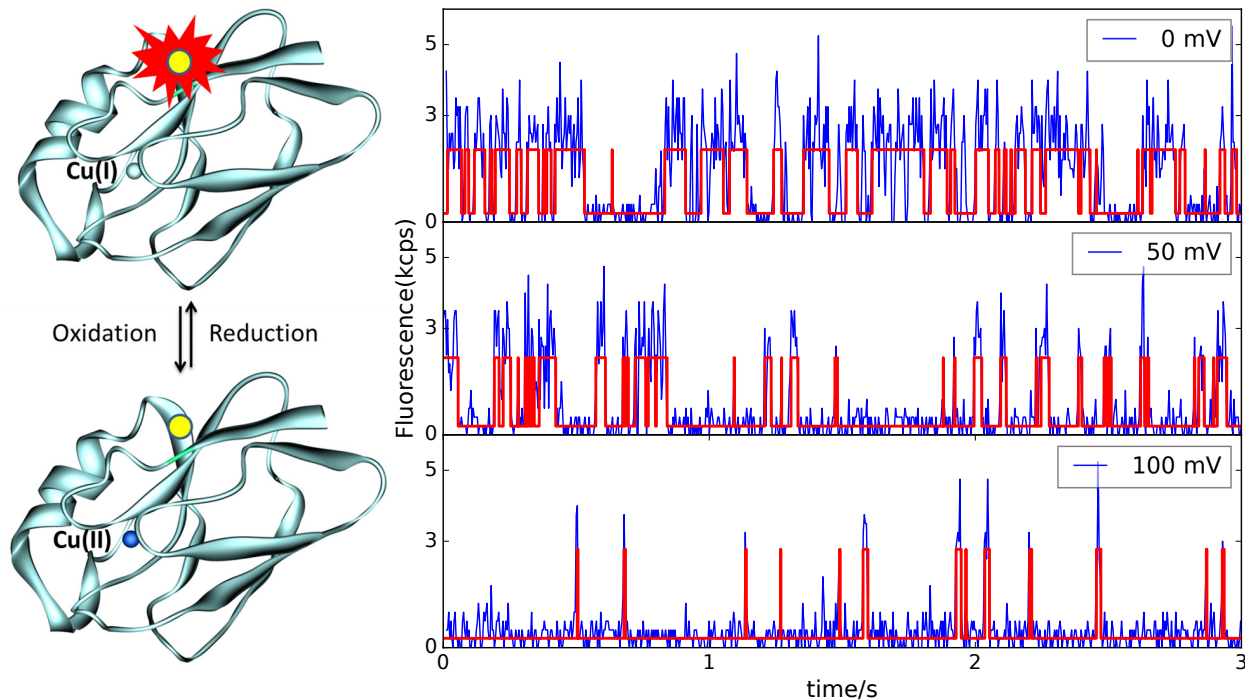 Cu(I)
Oxidation
Reduction
Cu(II)
Fluorescence(kcps)
5
3
0
0 mV
5
3
0
50 mV
5
3
0
100 mV
0
1
2
3
time/s